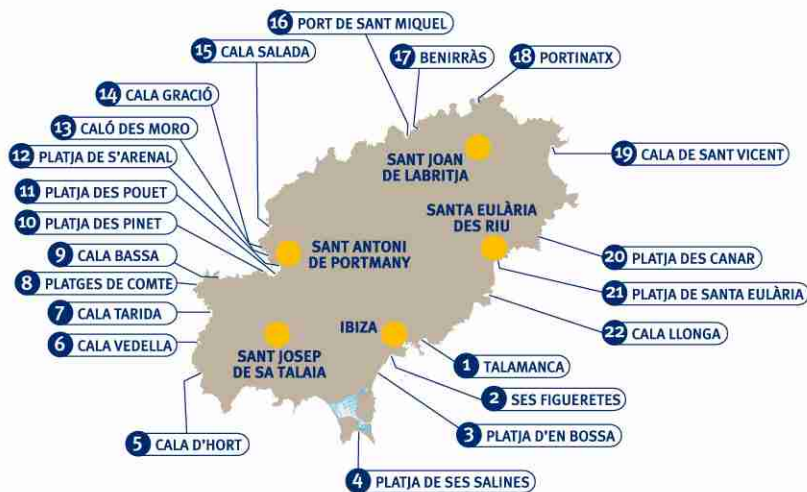 16 PORT DE SANT MIQUEL
15 CALA SALADA
17 BENIRRÀS
18 PORTINATX
14 CALA GRACIÓ
13 CALÓ DES MORO
12 PLATJA DE S'ARENAL
11 PLATJA DES POUET
10 PLATJA DES PINET
9 CALA BASSA
8 PLATGES DE COMTE
7 CALA TARIDA
6 CALA VEDELLA
5 CALA D'HORT
SANT JOAN
DE LABRITJA
SANTA EULÀRIA
DES RIU
SANT ANTONI
DE PORTMANY
IBIZA
SANT JOSEP
DE SA TALAIA
19 CALA DE SANT VICENT
20 PLATJA DES CANAR
21 PLATJA DE SANTA EULÀRIA
22 CALA LLONGA
1 TALAMANCA
2 SES FIGUERETES
3 PLATJA D'EN BOSSA
4 PLATJA DE SES SALINES